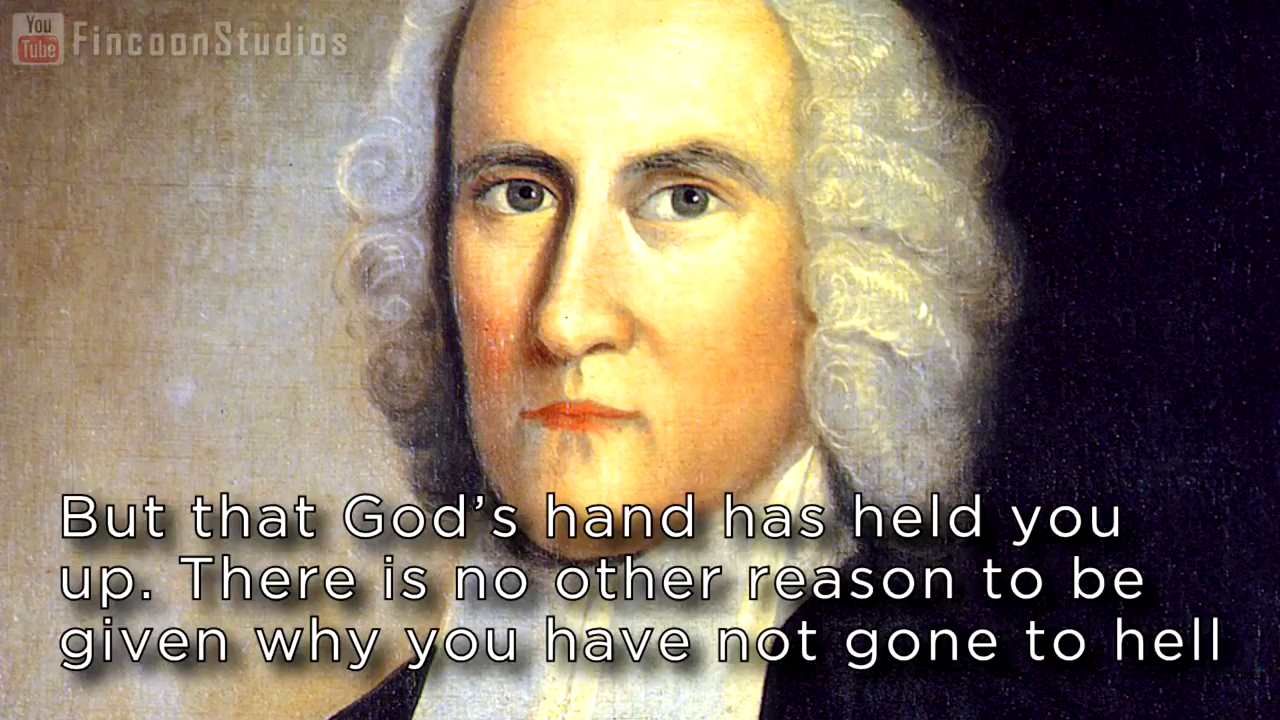 You
Tube
FincoonStudios
But that God's hand has held you
up. There is no other reason to be
given why you have not gone to hell